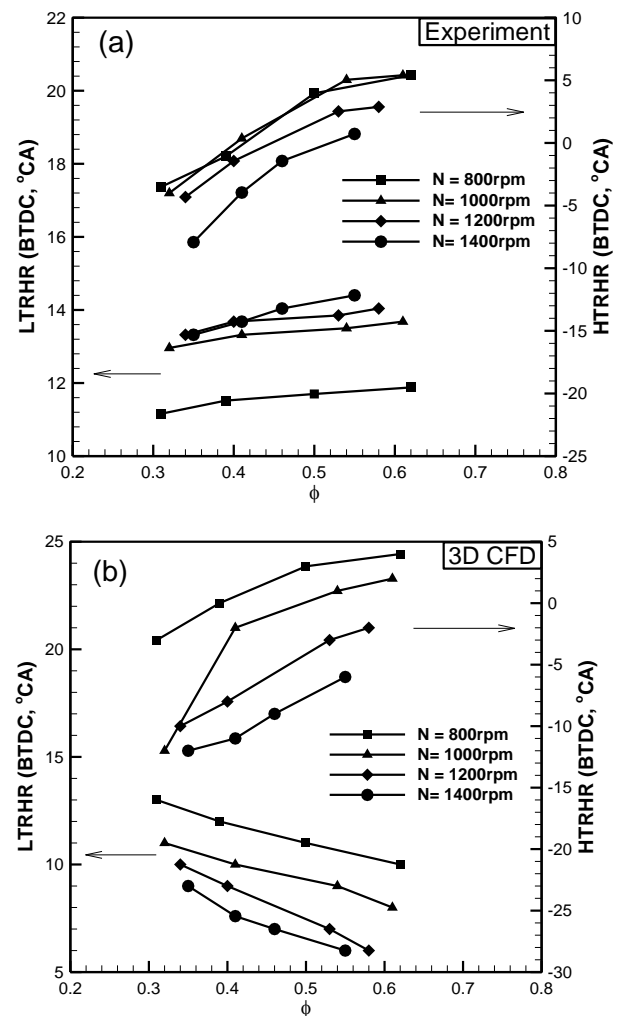 (a)
Experiment
LTRHR (BTDC, °CA)
22
20
18
16
14
12
10
HTRHR (BTDC, °CA)
10
5
0
-5
-10
-15
-20
-25
N = 800rpm
N= 1000rpm
N = 1200rpm
N= 1400rpm
0.2 0.3 0.4 0.5 0.6 0.7 0.8
ϕ
(b)
3D CFD
LTRHR (BTDC, °CA)
25
20
15
10
5
HTRHR (BTDC, °CA)
5
0
-5
-10
-15
-20
-25
-30
N = 800rpm
N = 1000rpm
N = 1200rpm
N= 1400rpm
0.2 0.3 0.4 0.5 0.6 0.7 0.8
ϕ